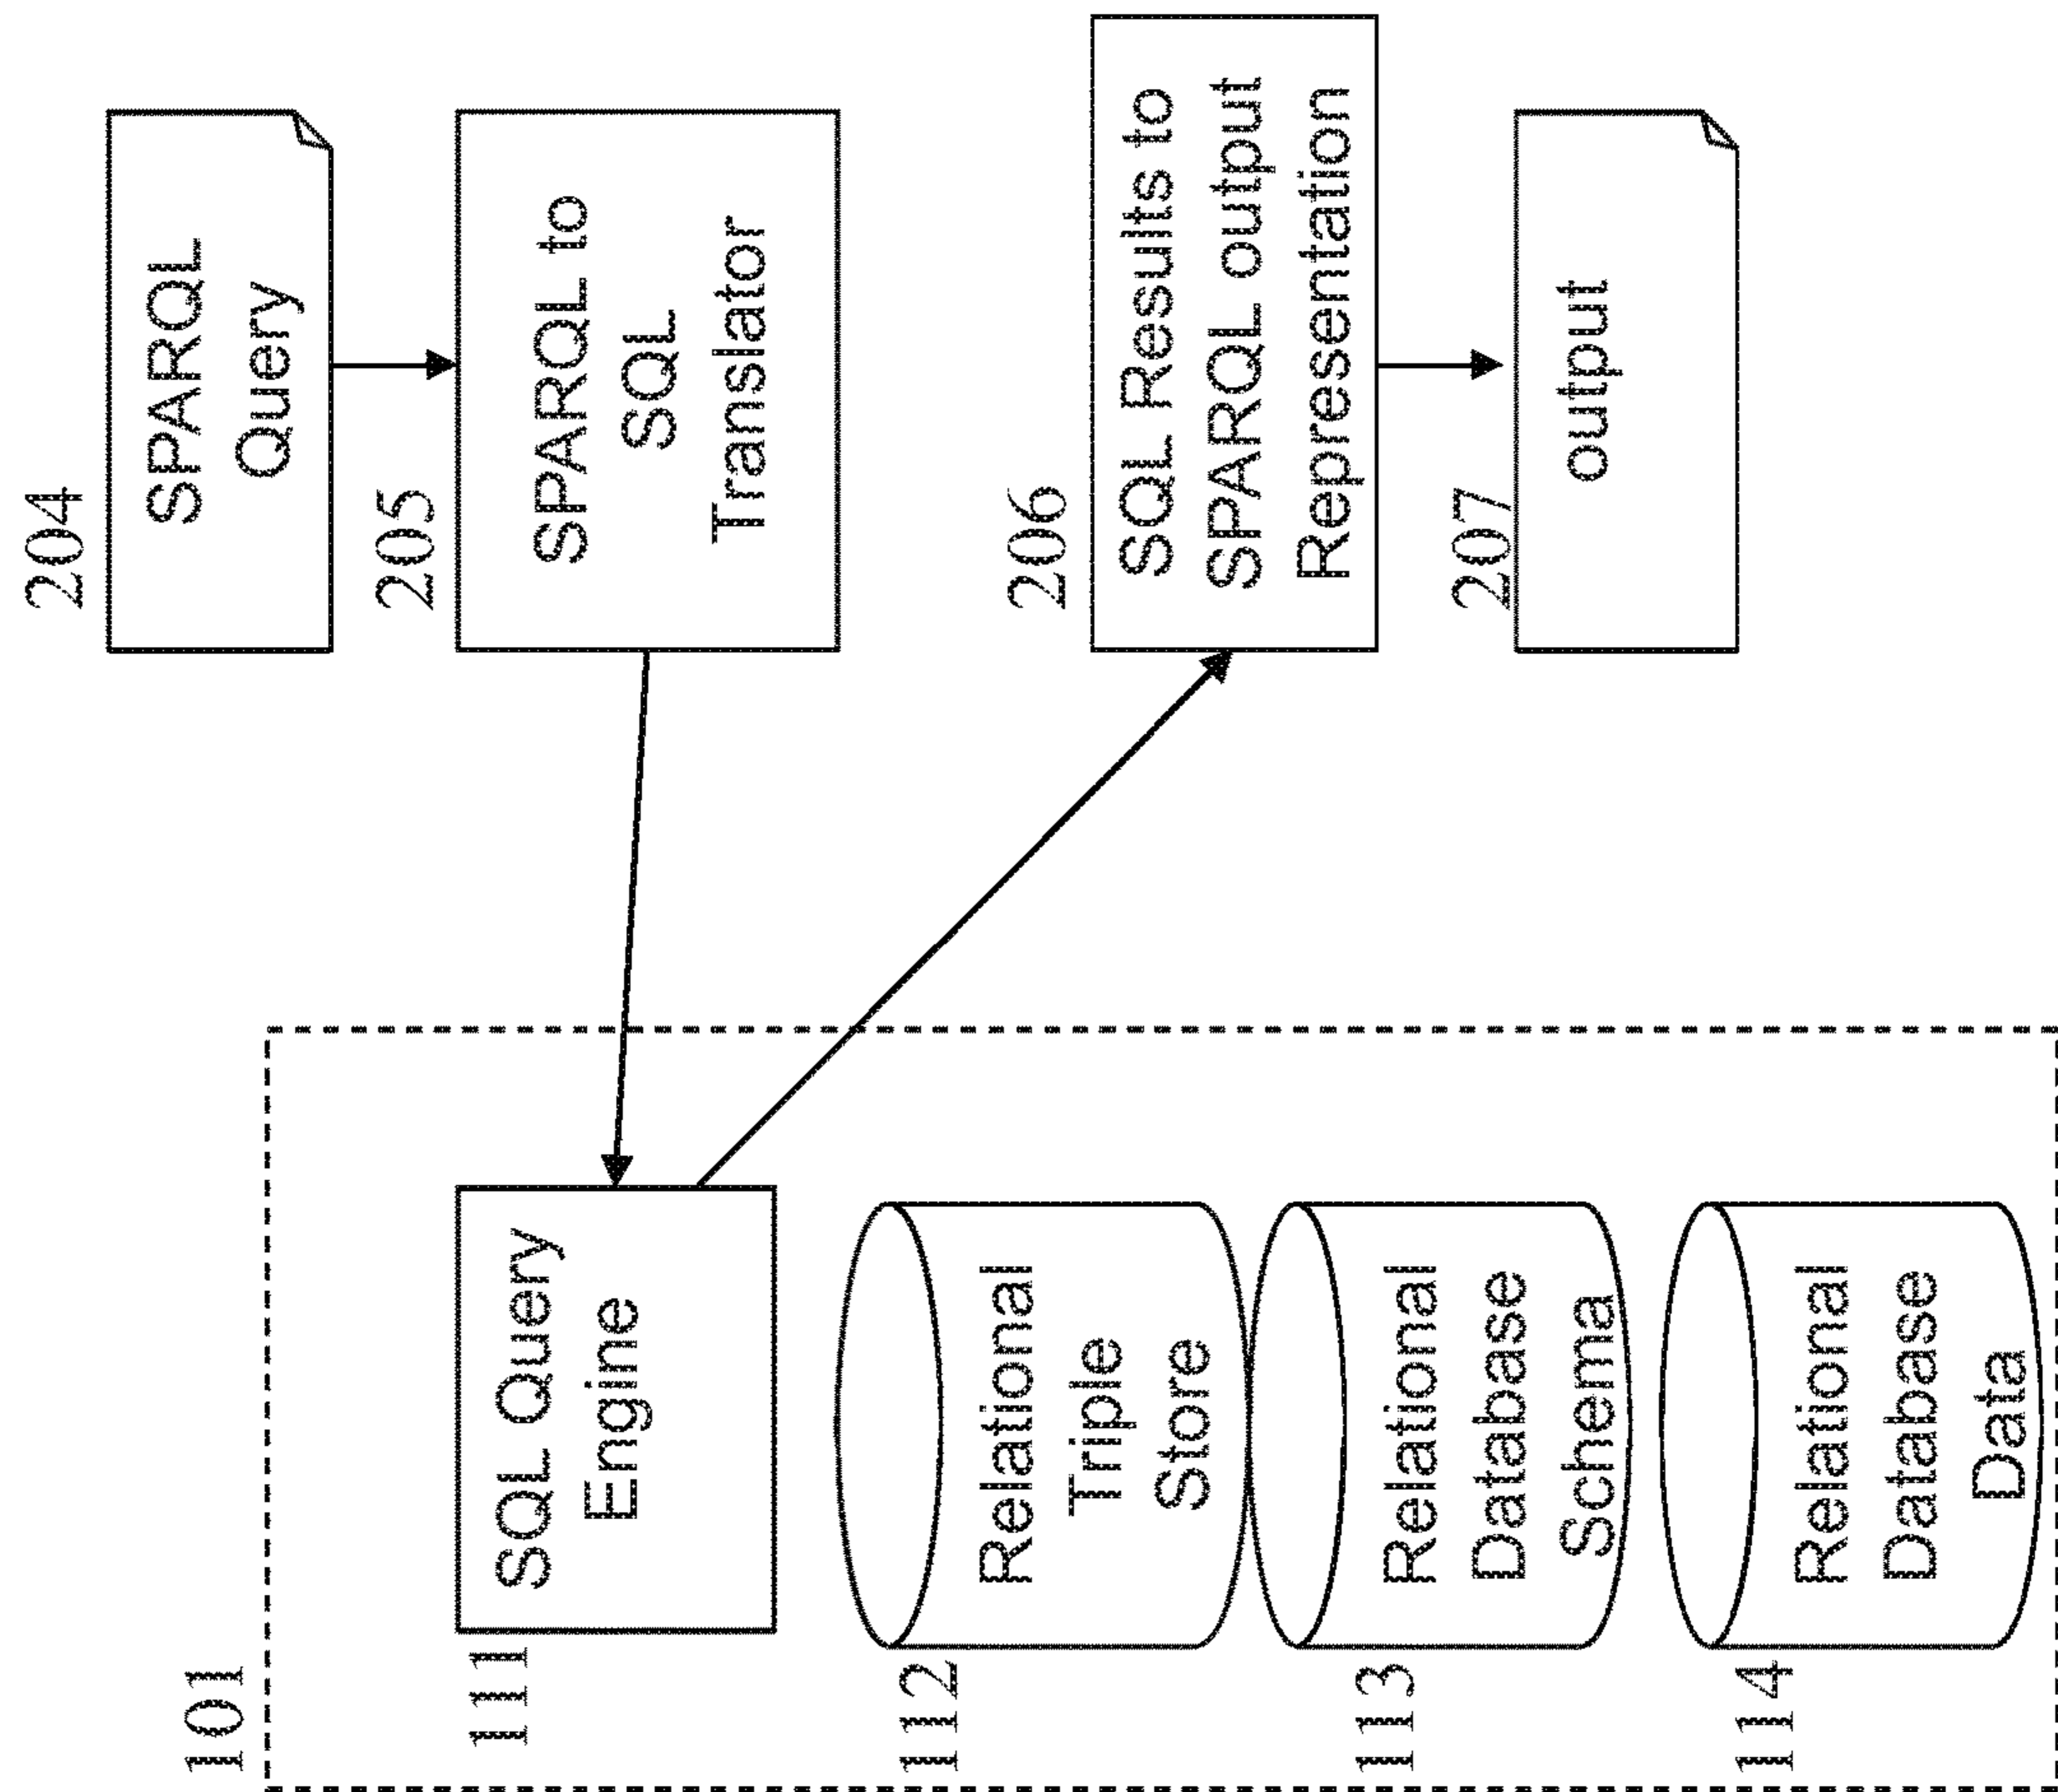 101
111
SQL Query
Engine
112
Relational
Triple
Store
113
Relational
Database
Schema
114
Relational
Database
Data
204
SPARQL
Query
205
SPARQL to
SQL
Translator
206
SQL Results to
SPARQL output
Representation
207
output